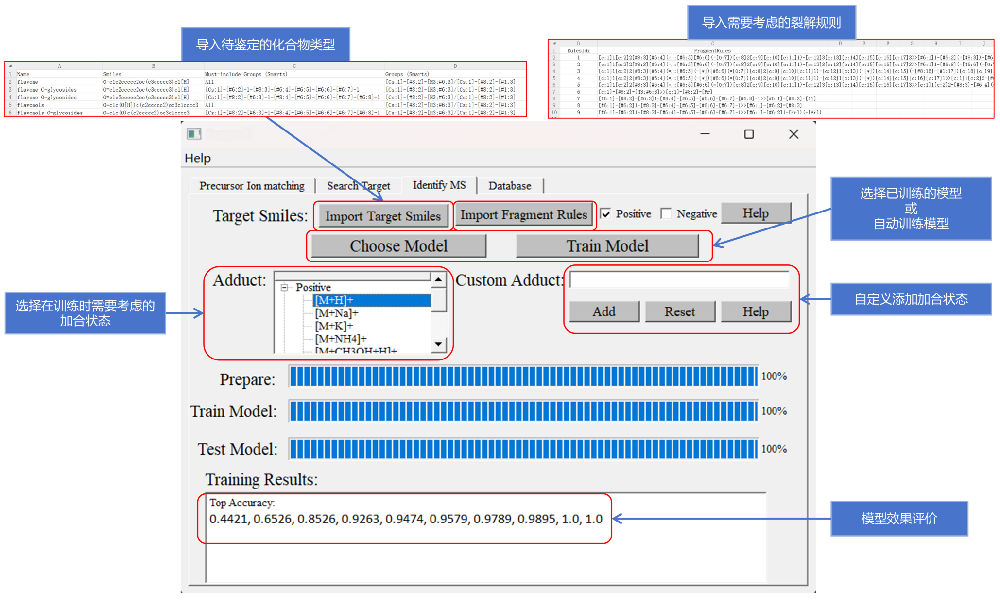 导入需要考虑的裂解规则
导入待鉴定的化合物类型
A B C D
1 Name Smiles Must-include Groups (Smarts) Groups (Smarts)
2 flavone O=c1c2ccccc2oc(c3ccccc3)c1[H] All [Cs:1]-[#8:2]-[H3;#6:3]/[Cs:1]-[#8:2]-[#1:3]
3 flavone C-glycosides O=c1c2ccccc2oc(c3ccccc3)c1[H] [Cs:1]-[#6:2]-1-[#8:3]-[#6:4]-[#6:5]-[#6:6]-[#6:7]-1 [Cs:1]-[#8:2]-[H3;#6:3]/[Cs:1]-[#8:2]-[#1:3]
4 flavone O-glycosides O=c1c2ccccc2oc(c3ccccc3)c1[H] [Cs:1]-[#8:2]-[#6:3]-1-[#8:4]-[#6:5]-[#6:6]-[#6:7]-[#6:8]-1 [Cs:1]-[#8:2]-[H3;#6:3]/[Cs:1]-[#8:2]-[#1:3]
5 flavonols O=c1c(O[H])c(c2ccccc2)oc3c1cccc3 All [Cs:1]-[#8:2]-[H3;#6:3]/[Cs:1]-[#8:2]-[#1:3]
6 flavonols O-glycosides O=c1c(O)c(c2ccccc2)oc3c1cccc3 [Cs:1]-[#8:2]-[#6:3]-1-[#8:4]-[#6:5]-[#6:6]-[#6:7]-[#6:8]-1 [Cs:1]-[#8:2]-[H3;#6:3]/[Cs:1]-[#8:2]-[#1:3]
B C D E F G H I J
1 RulesIdx FragmentRules
2 1 [c:1]1[c:2]2[#8:3][#6:4](=,:[#6:5][#6:6](=[O:7])[c:8]2[c:9][c:10][c:11]1)-[c:12]3[c:13][c:14][c:15][c:16][c:17]3>>[#6:1]1-[#6:2](=[#8:3])-[#6
3 2 [c:1]1[c:2]2[#8:3][#6:4](=,:[#6:5][#6:6](=[O:7])[c:8]2[c:9][c:10][c:11]1)-[c:12]3[c:13][c:14][c:15][c:16][c:17]3>>[#6:1]1-[#6:8](=[#6:6](=[O:
4 3 [c:1]1[c:2]2[#8:3][#6:4](=,:[#6:5](-[*])[#6:6](=[O:7])[c:8]2[c:9][c:10][c:11]1)-[c:12]1[c:13](-[*])[c:14][c:15](-[#8:16]-[#1:17])[c:18][c:19]
5 4 [c:1]1[c:2]2[#8:3][#6:4](=,:[#6:5][#6:6](=[O:7])[c:8]2[c:9][c:10][c:11]1)-[c:12]1[c:13](-[*])[c:14][c:15][c:16][c:17]1>>[c:1]1[c:2]2-[#8
6 5 [c:1]1[c:2]2[#8:3][#6:4](=,:[#6:5][#6:6](=[O:7])[c:8]2[c:9][c:10][c:11]1)-[c:12]3[c:13][c:14][c:15][c:16][c:17]3>>[c:1]1[c:2]2-[#8:3]-[#6:4](
7 6 [c:1]-[#8:2]-[H3;#6:3]>>[c:1]-[#8:2]-[Fr]
8 7 [#6:1]-[#8:2]-[#6:3]1-[#8:4]-[#6:5]-[#6:6]-[#6:7]-[#6:8]-1>>[#6:1]-[#8:2]-[#1]
9 8 [#6:1]-[#6:2]1-[#8:3]-[#6:4]-[#6:5]-[#6:6]-[#6:7]-1>>[#6:1]-[#6:2]=[#8:3]
10 9 [#6:1]-[#6:2]1-[#8:3]-[#6:4]-[#6:5]-[#6:6]-[#6:7]-1>>[#6:1]-[#6:2](-[Fr])(-[Fr])
Help
Precursor Ion matching Search Target Identify MS Database
Target Smiles: Import Target Smiles Import Fragment Rules Positive Negative Help
Choose Model Train Model
选择已训练的模型
或
自动训练模型
Adduct: Positive
[M+H]+
[M+Na]+
[M+K]+
[M+NH4]+
[M+CH3OH+H]+
Custom Adduct:
Add Reset Help
选择在训练时需要考虑的
加合状态
自定义添加加合状态
Prepare: 100%
Train Model: 100%
Test Model: 100%
Training Results:
Top Accuracy:
0.4421, 0.6526, 0.8526, 0.9263, 0.9474, 0.9579, 0.9789, 0.9895, 1.0, 1.0
模型效果评价